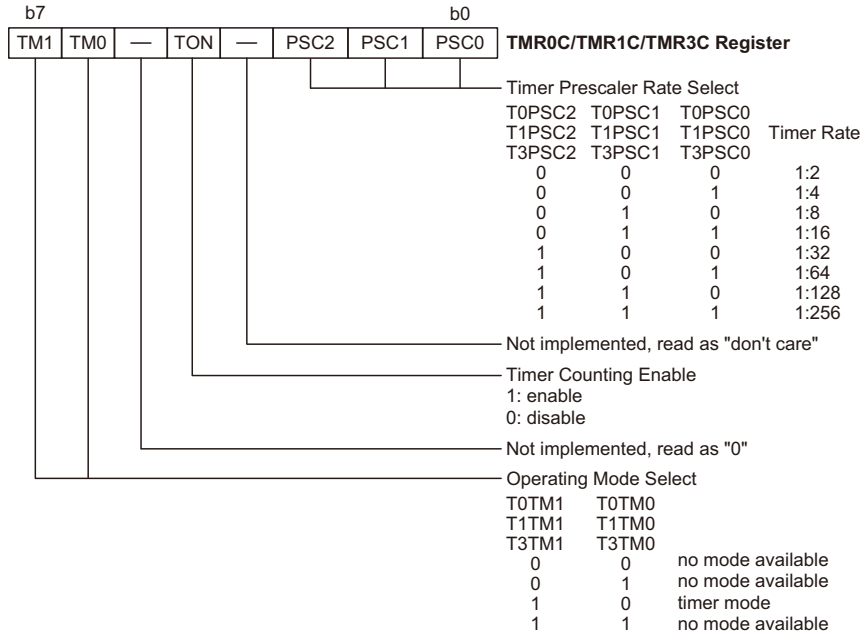 b7 b0
TM1 TM0 — TON — PSC2 PSC1 PSC0 TMR0C/TMR1C/TMR3C Register
Timer Prescaler Rate Select
T0PSC2 T0PSC1 T0PSC0
T1PSC2 T1PSC1 T1PSC0 Timer Rate
T3PSC2 T3PSC1 T3PSC0
0 0 0 1:2
0 0 1 1:4
0 1 0 1:8
0 1 1 1:16
1 0 0 1:32
1 0 1 1:64
1 1 0 1:128
1 1 1 1:256
Not implemented, read as "don't care"
Timer Counting Enable
1: enable
0: disable
Not implemented, read as "0"
Operating Mode Select
T0TM1 T0TM0
T1TM1 T1TM0
T3TM1 T3TM0
0 0 no mode available
0 1 no mode available
1 0 timer mode
1 1 no mode available